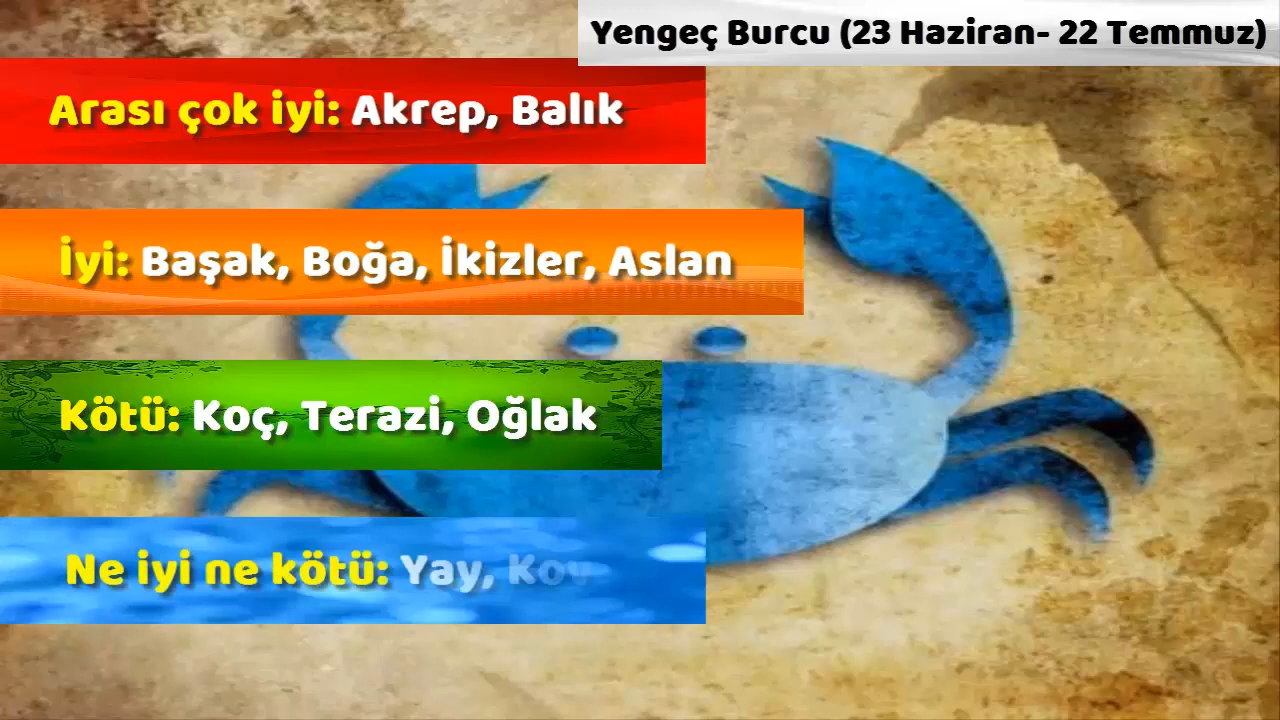 Yengeç Burcu (23 Haziran- 22 Temmuz)
Arası çok iyi: Akrep, Balık
İyi: Başak, Boğa, İkizler, Aslan
Kötü: Koç, Terazi, Oğlak
Ne iyi ne kötü: Yay,